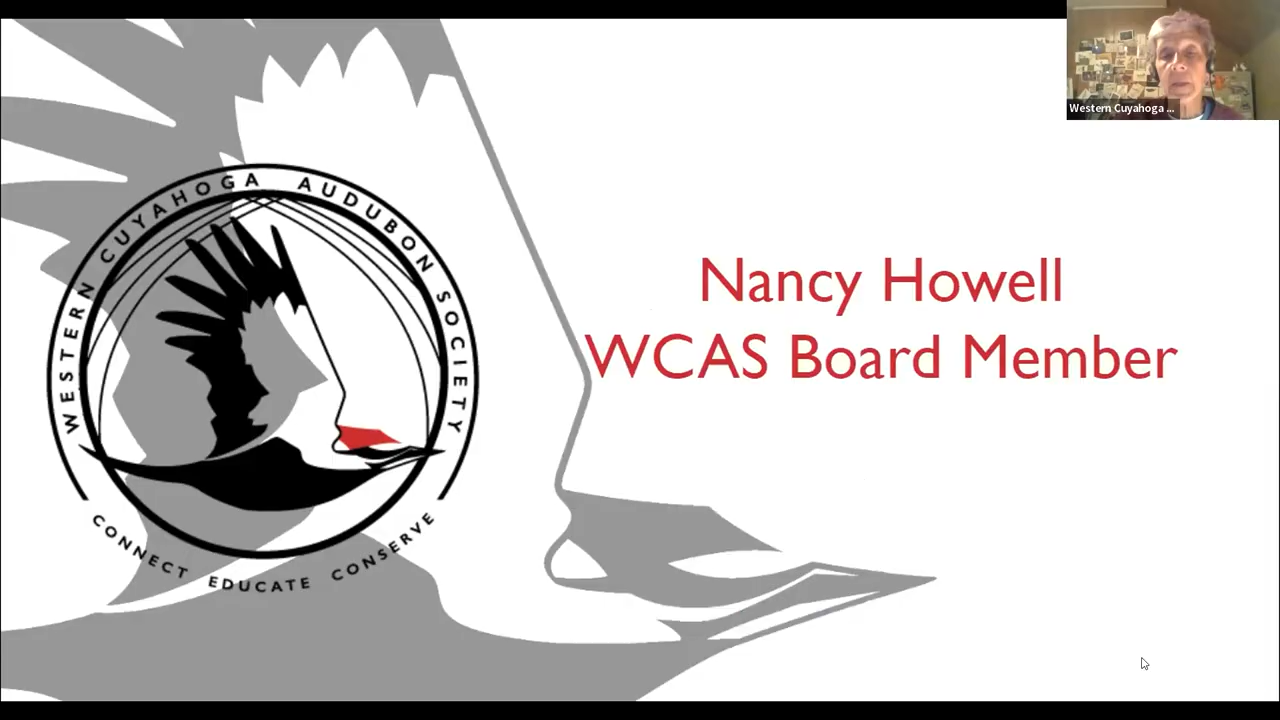 Western Cuyahoga ...
WESTERN CUYAHOGA AUDUBON SOCIETY
Nancy Howell
WCAS Board Member
CONNECT EDUCATE CONSERVE